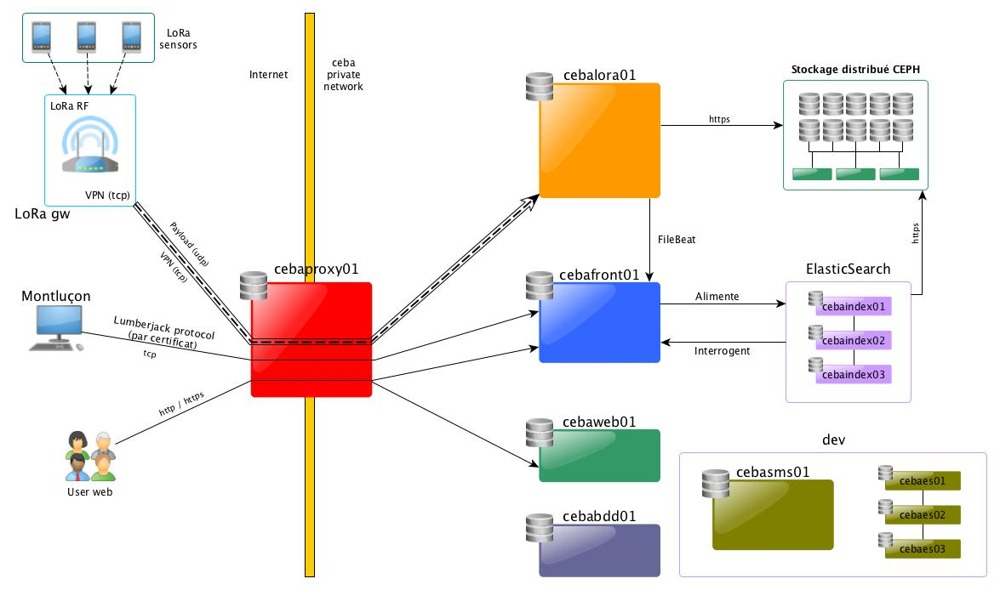 LoRa
sensors
LoRa RF
VPN (tcp)
LoRa gw
Internet
ceba
private
network
Payload (udp)
VPN (tcp)
cebaproxy01
Montluçon
Lumberjack protocol
(par certificat)
tcp
http / https
User web
cebalora01
https
Stockage distribué CEPH
FileBeat
https
cebafront01
Alimente
Interrogent
ElasticSearch
cebaindex01
cebaindex02
cebaindex03
cebaweb01
cebabdd01
dev
cebasms01
cebaes01
cebaes02
cebaes03